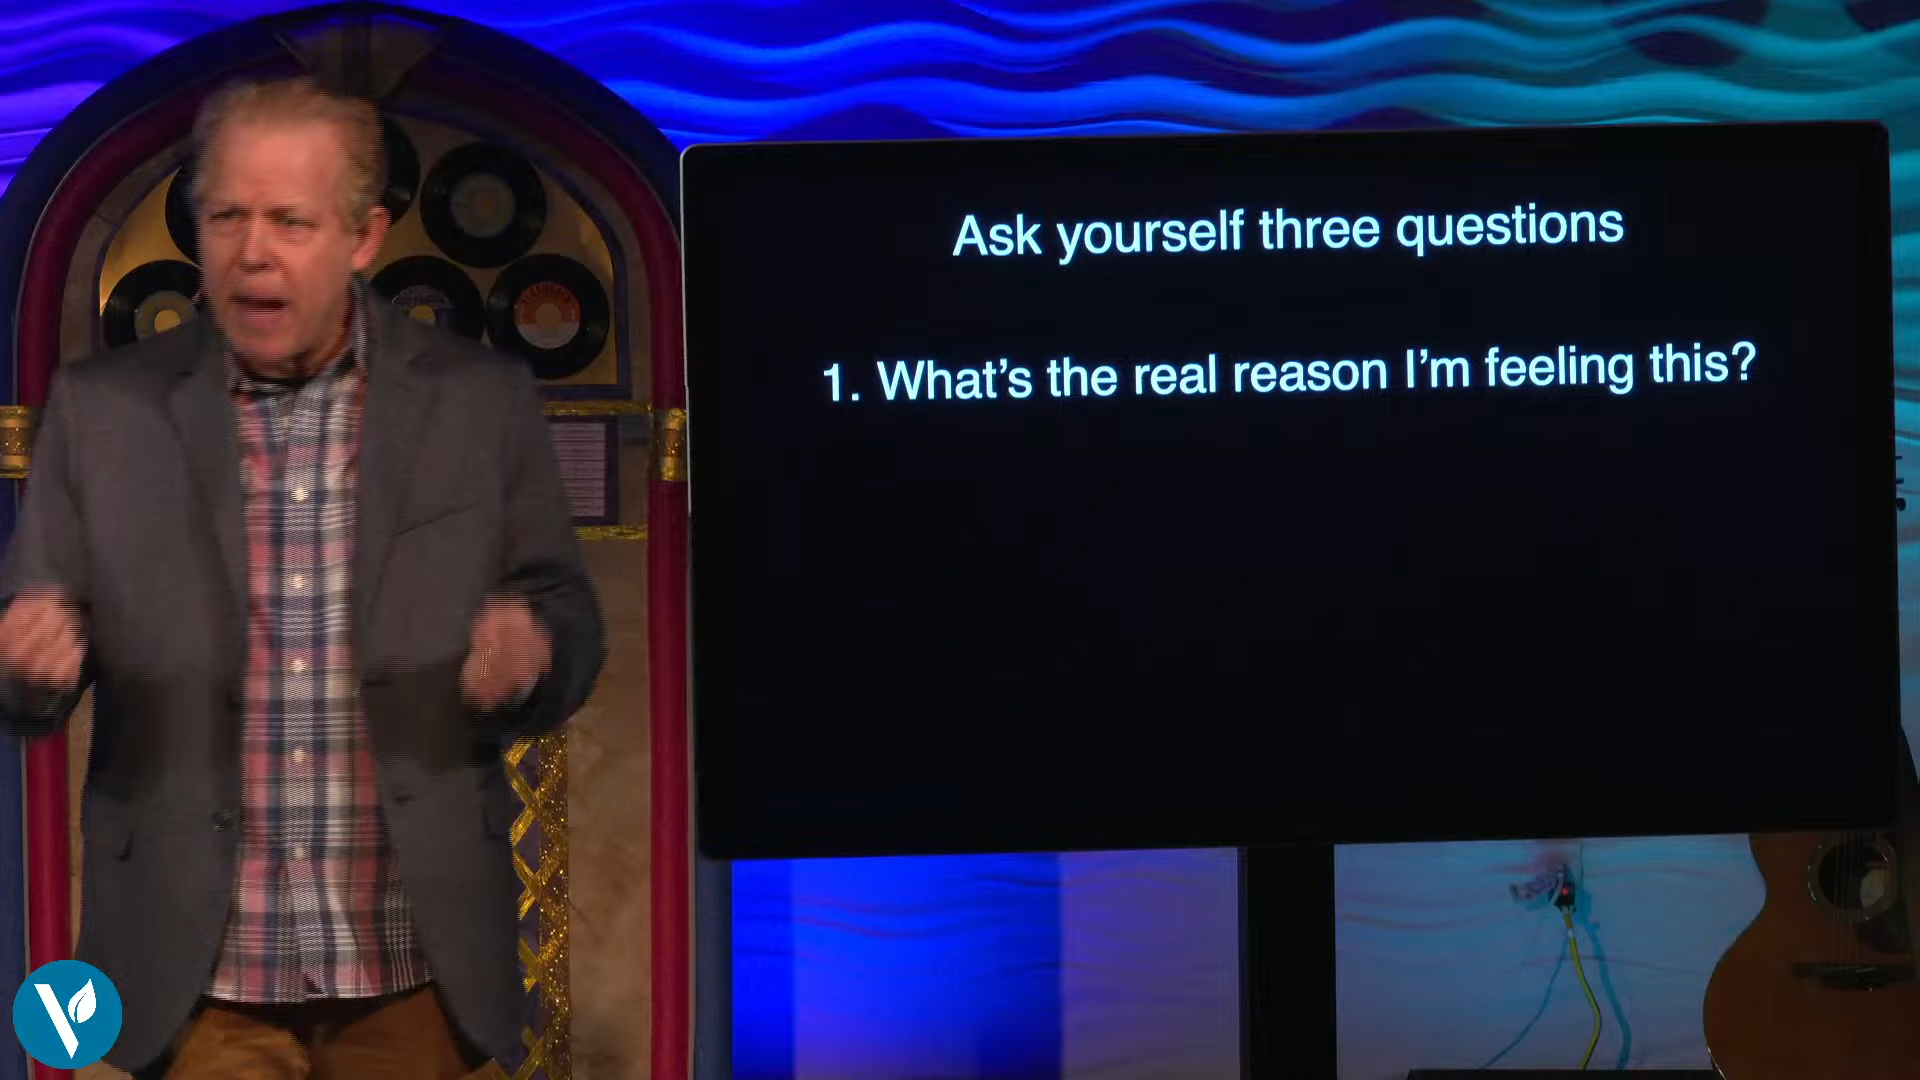 Ask yourself three questions
1. What's the real reason I'm feeling this?